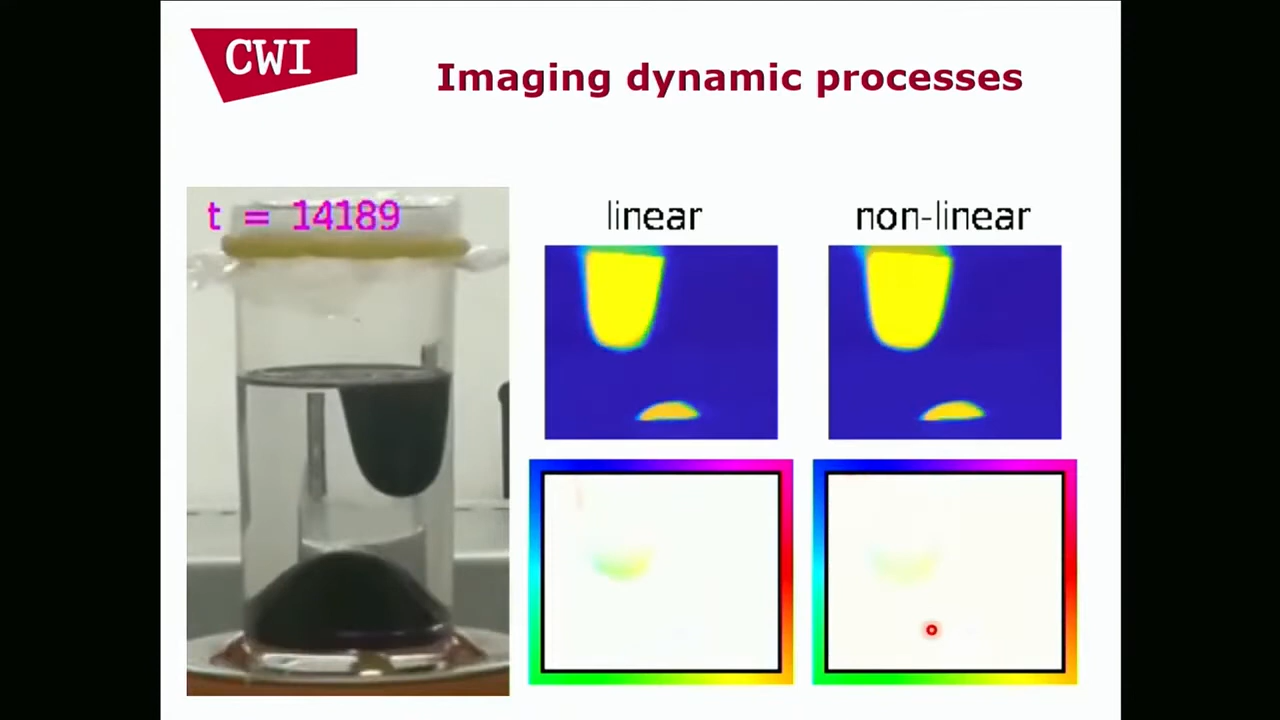 CWI
Imaging dynamic processes
t = 14189
linear
non-linear